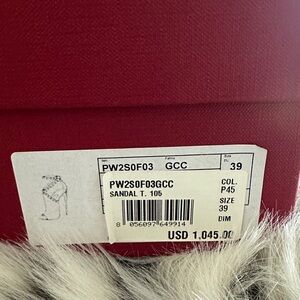 PW2S0F03 GCC 39
PW2S0F03GCC
SANDAL T. 105
COL.
P45
SIZE
39
DIM
8 056097 649914
USD 1,045.00